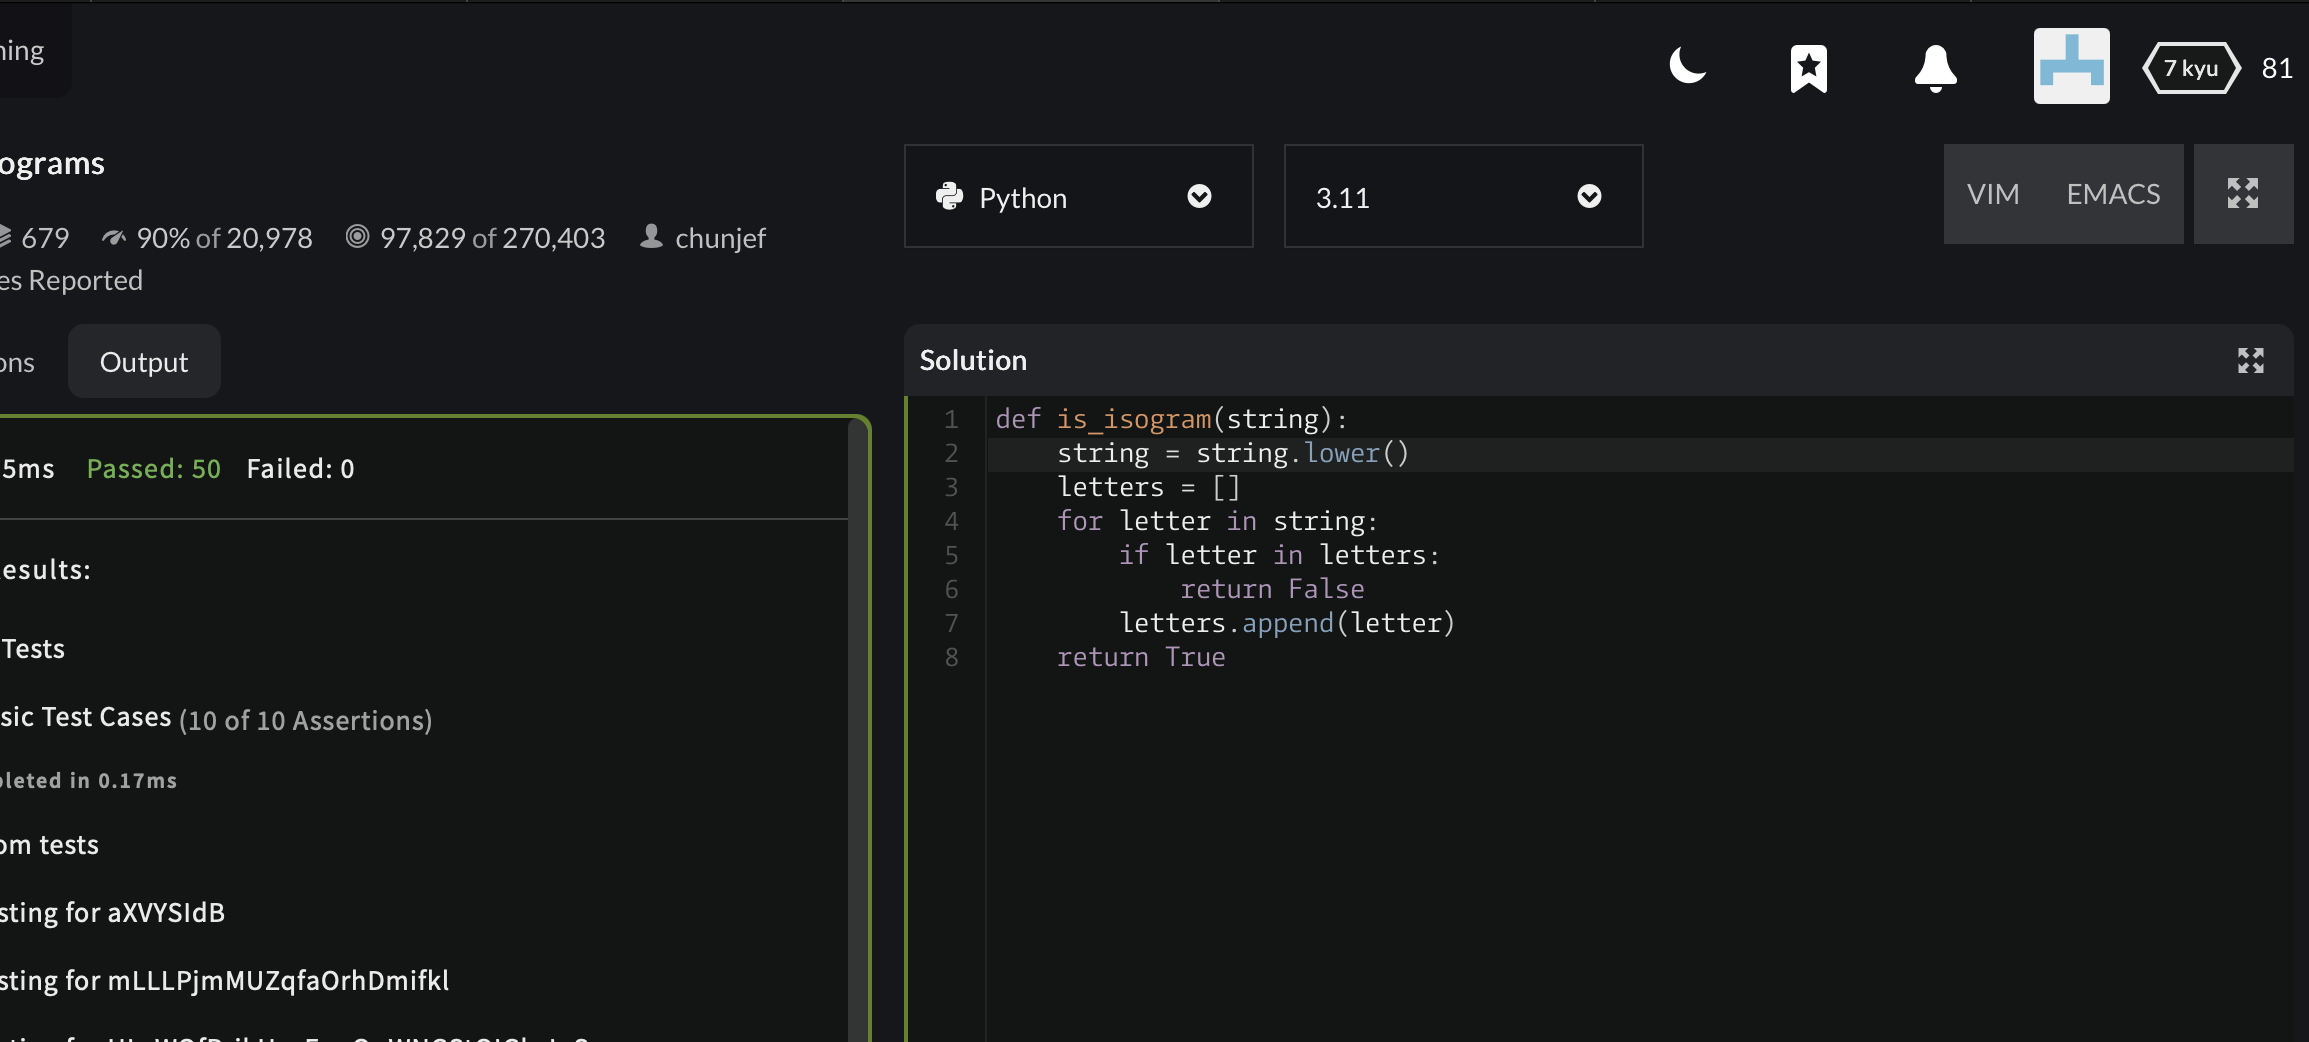 ning
7 kyu
81
ograms
Python
3.11
VIM
EMACS
679
90% of 20,978
97,829 of 270,403
chunjef
es Reported
ons
Output
Solution
5ms
Passed: 50
Failed: 0
esults:
Tests
sic Test Cases (10 of 10 Assertions)
pleted in 0.17ms
om tests
sting for aXVYSIdB
sting for mLLLPjmMUZqfaOrhDmifkl
1 def is_isogram(string):
2     string = string.lower()
3     letters = []
4     for letter in string:
5         if letter in letters:
6             return False
7         letters.append(letter)
8     return True